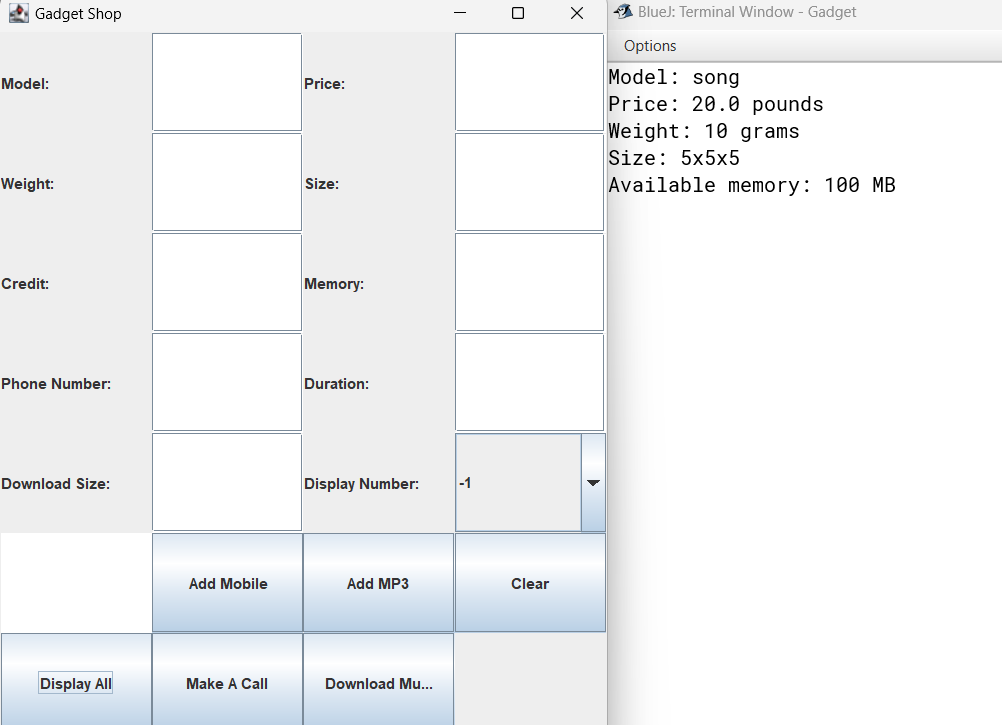 Gadget Shop
Model:
Price:
Weight:
Size:
Credit:
Memory:
Phone Number:
Duration:
Download Size:
Display Number:
-1
Add Mobile
Add MP3
Clear
Display All
Make A Call
Download Mu...
BlueJ: Terminal Window - Gadget
Options
Model: song
Price: 20.0 pounds
Weight: 10 grams
Size: 5x5x5
Available memory: 100 MB